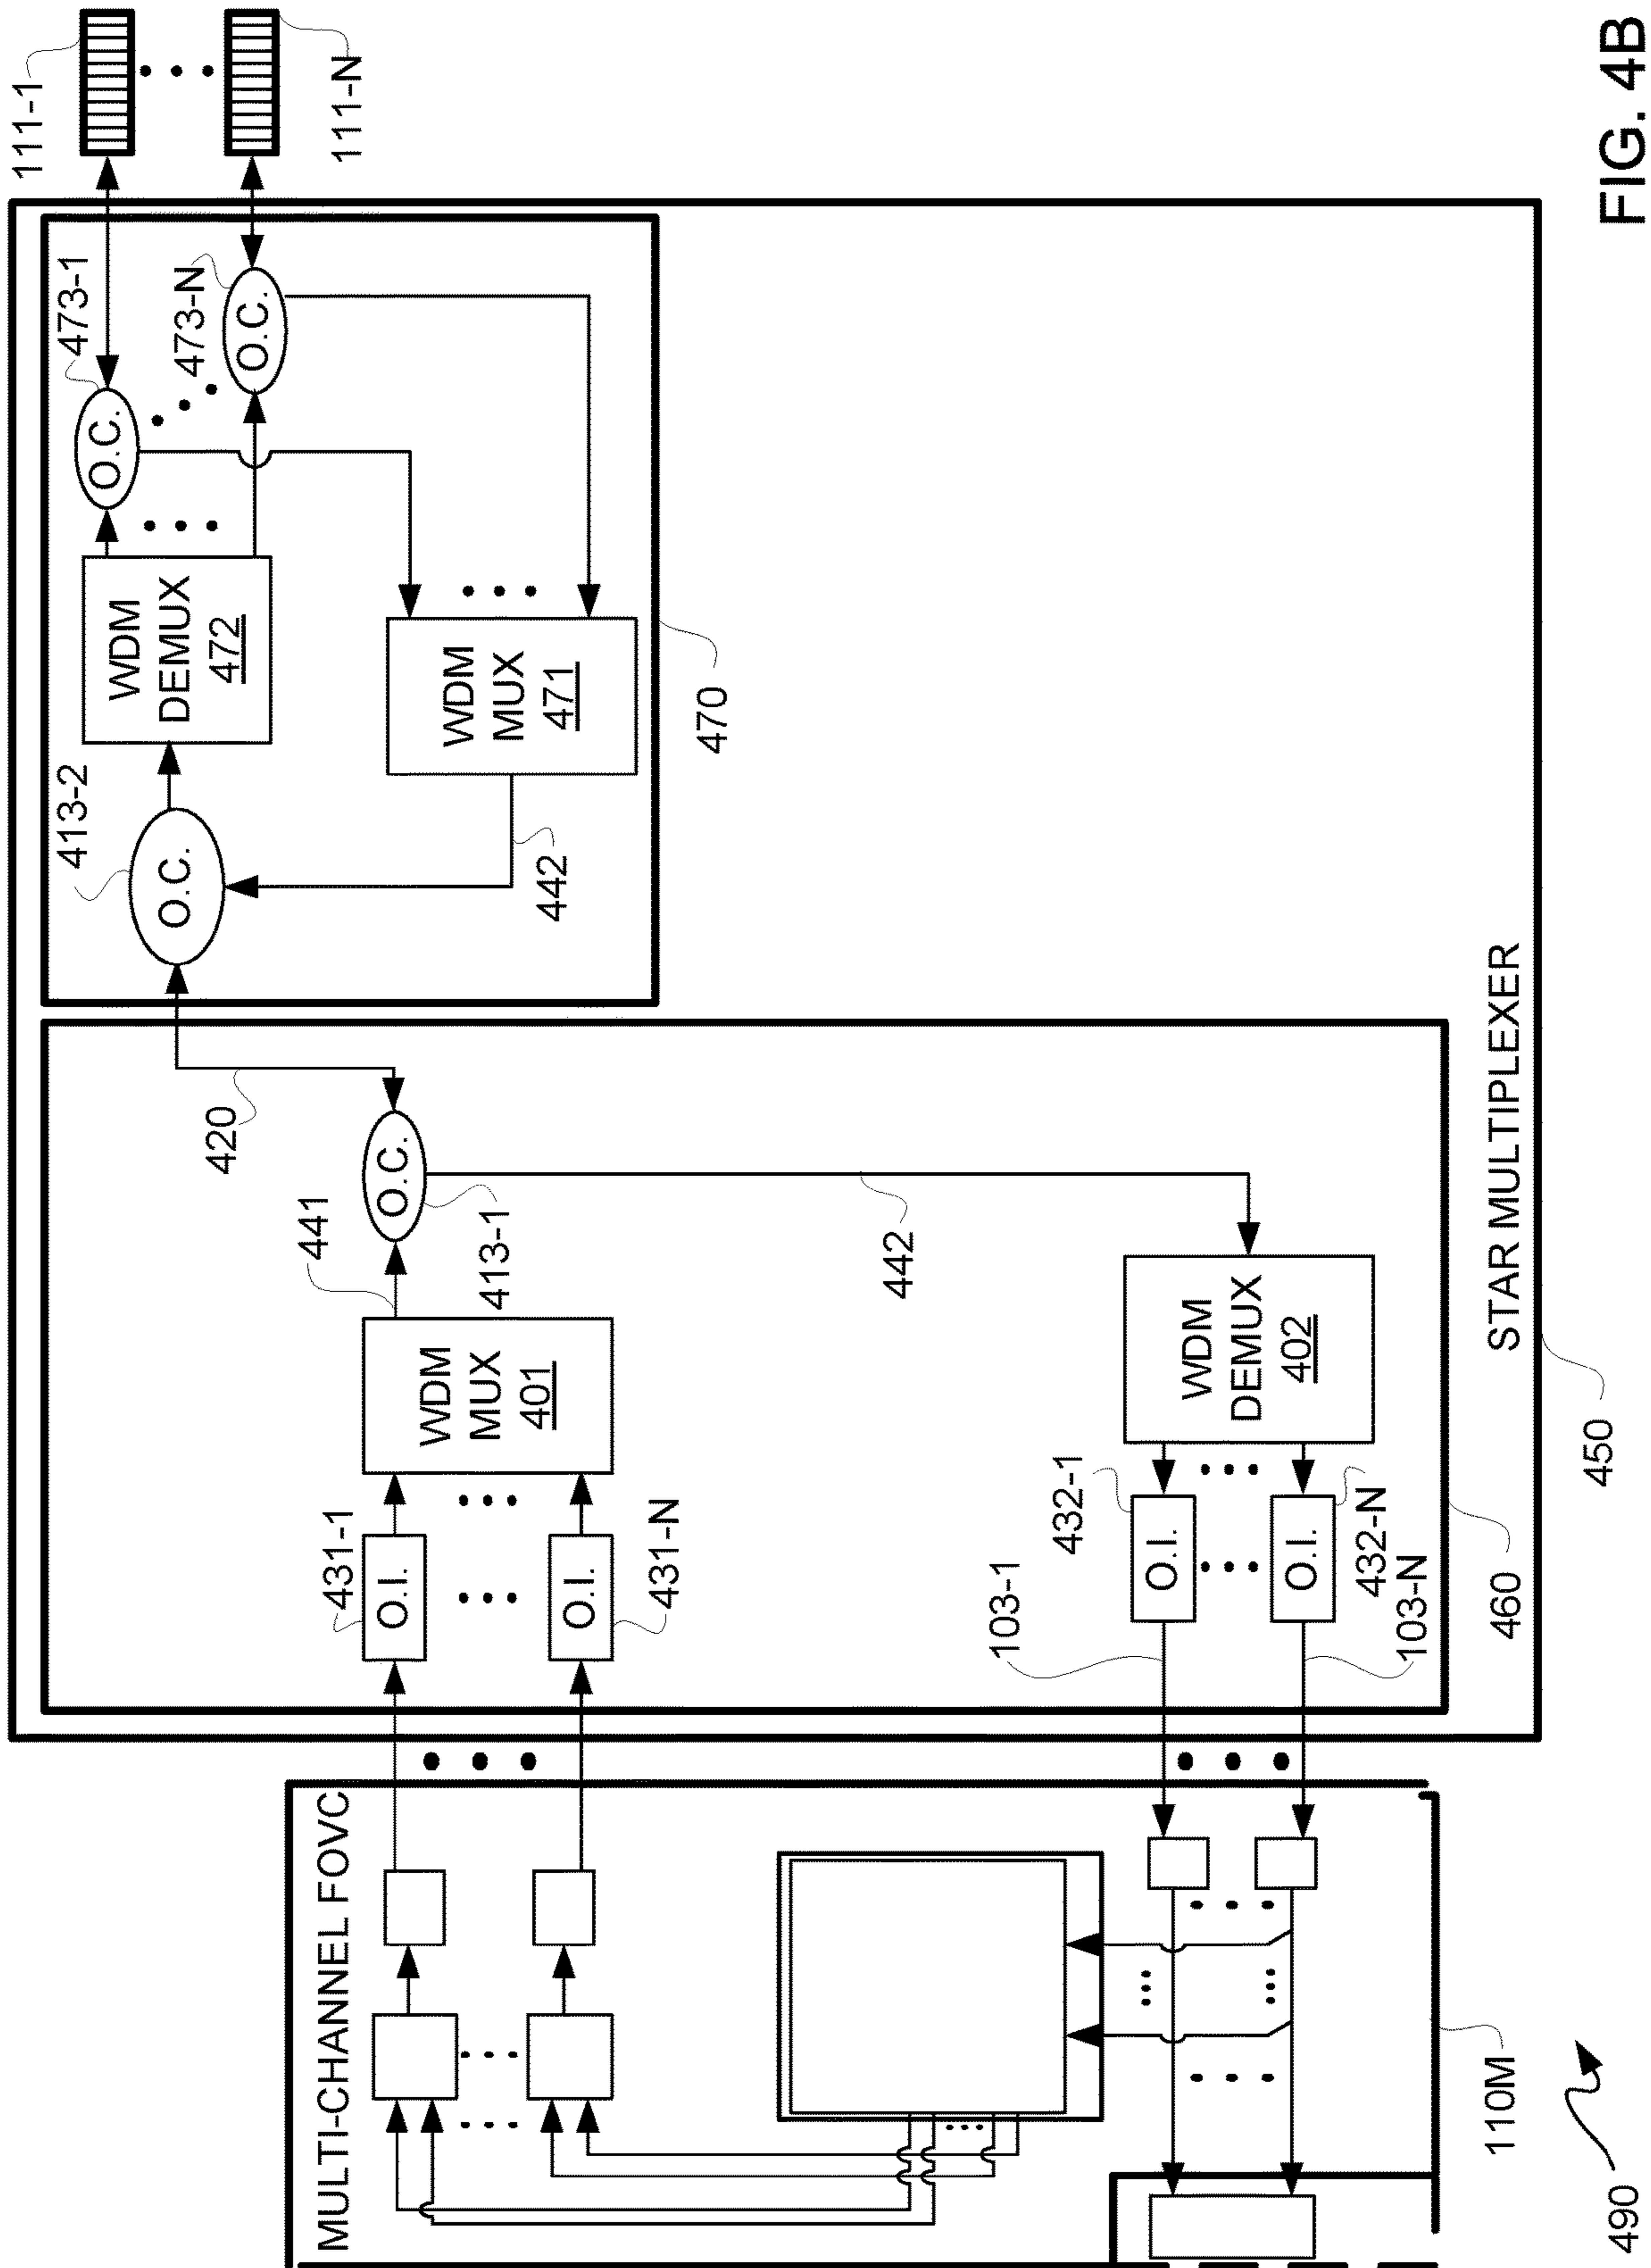 MULTI-CHANNEL FOVC
110M
490
431-1
O.I.
O.I.
431-N
WDM
MUX
401
441
O.C.
413-1
420
442
WDM
DEMUX
402
432-1
O.I.
O.I.
432-N
103-1
103-N
460
450
STAR MULTIPLEXER
413-2
O.C.
WDM
DEMUX
472
WDM
MUX
471
442
470
473-1
O.C.
473-N
O.C.
111-1
111-N
FIG. 4B